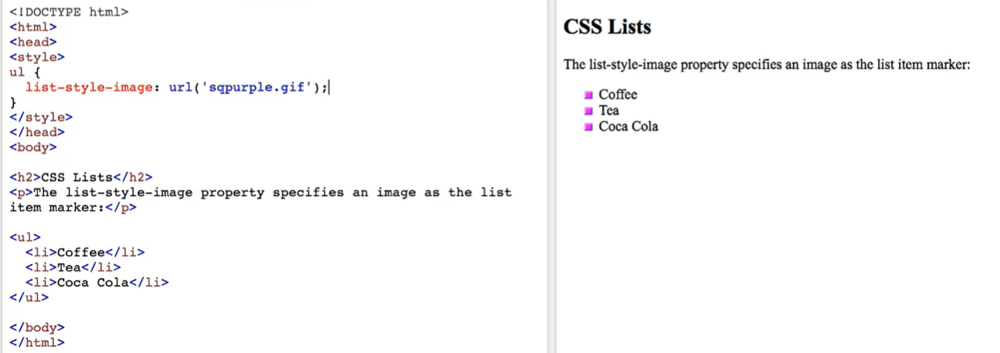 <!DOCTYPE html>
<html>
<head>
<style>
ul {
  list-style-image: url('sqpurple.gif');
}
</style>
</head>
<body>

<h2>CSS Lists</h2>
<p>The list-style-image property specifies an image as the list
item marker:</p>

<ul>
  <li>Coffee</li>
  <li>Tea</li>
  <li>Coca Cola</li>
</ul>

</body>
</html>

CSS Lists
The list-style-image property specifies an image as the list item marker:
Coffee
Tea
Coca Cola